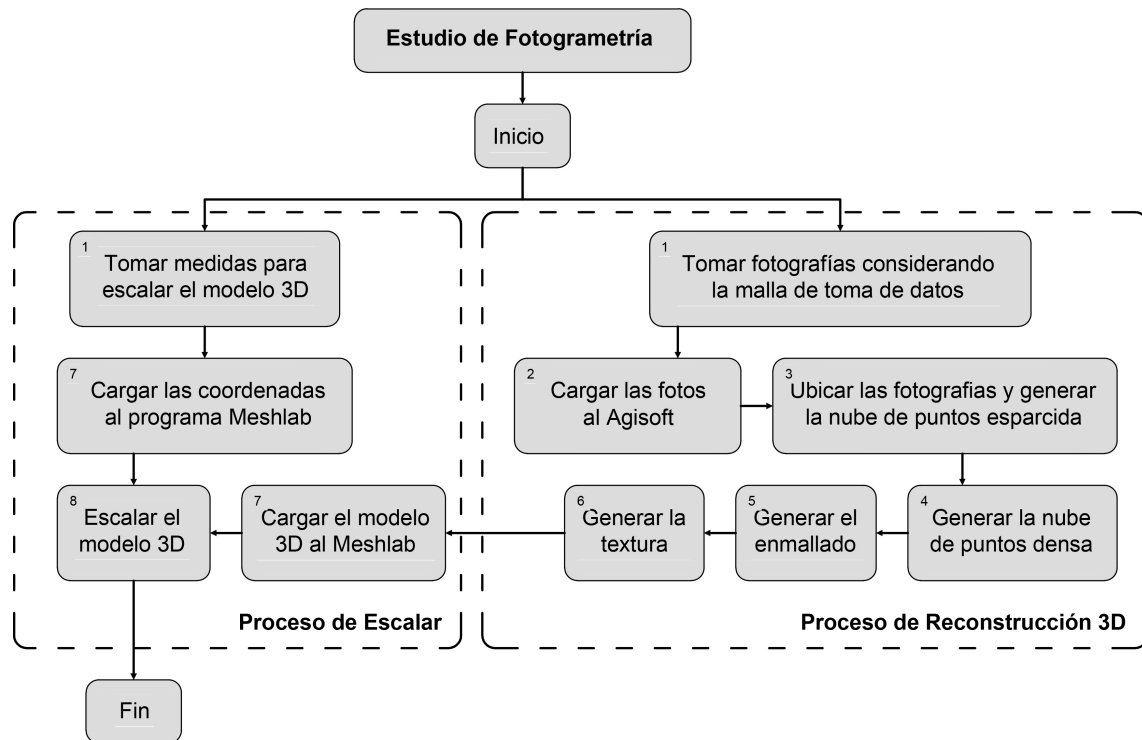 Estudio de Fotogrametría
Inicio
1
Tomar medidas para
escalar el modelo 3D
7
Cargar las coordenadas
al programa Meshlab
8
Escalar el
modelo 3D
7
Cargar el modelo
3D al Meshlab
Proceso de Escalar
1
Tomar fotografías considerando
la malla de toma de datos
2
Cargar las fotos
al Agisoft
3
Ubicar las fotografias y generar
la nube de puntos esparcida
6
Generar la
textura
5
Generar el
enmallado
4
Generar la nube
de puntos densa
Proceso de Reconstrucción 3D
Fin